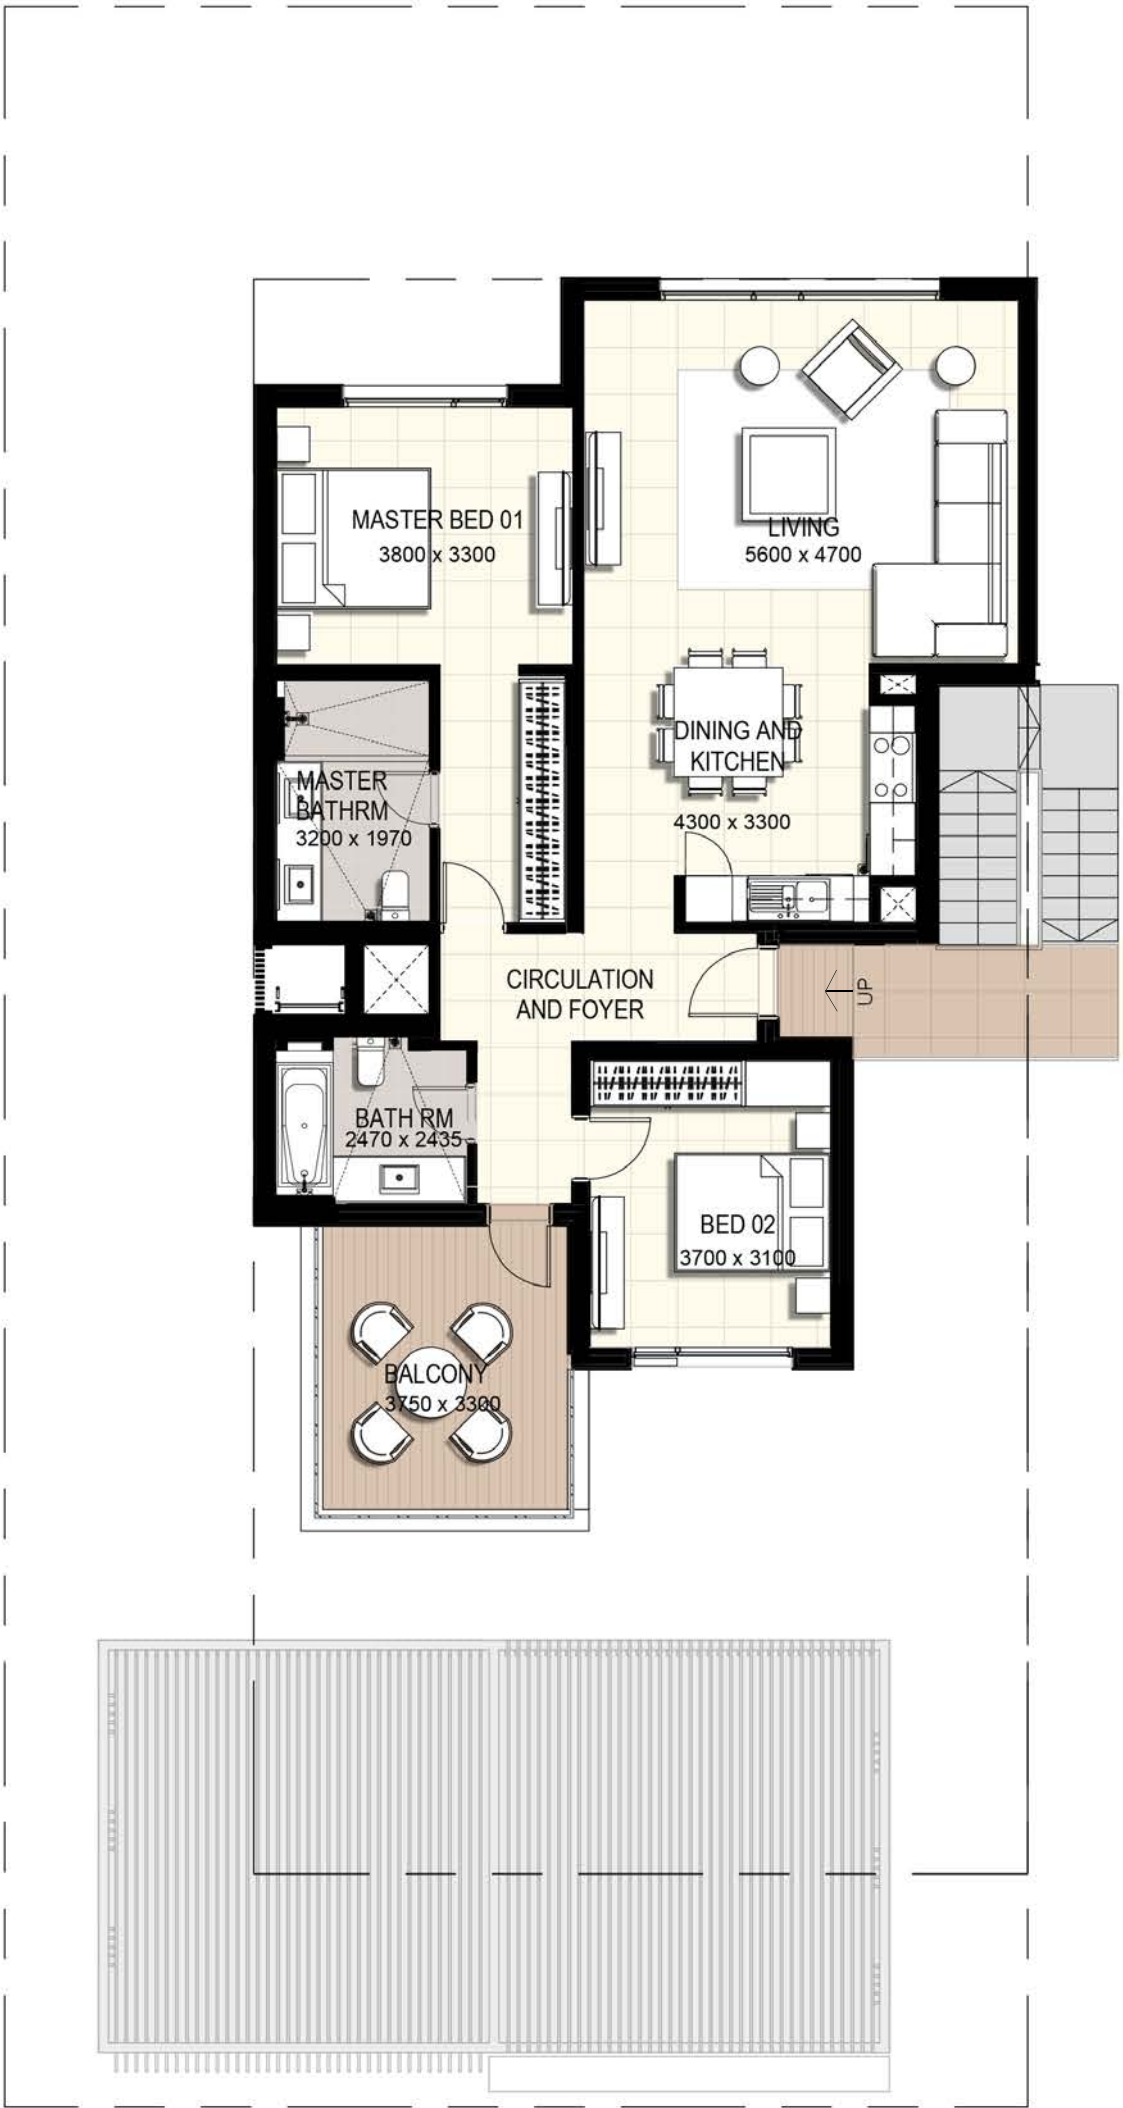 MASTER BED 01
3800 x 3300
LIVING
5600 x 4700
DINING AND
KITCHEN
4300 x 3300
MASTER
BATHRM
3200 x 1970
CIRCULATION
AND FOYER
UP
BATH RM
2470 x 2435
BED 02
3700 x 3100
BALCONY
3750 x 3300